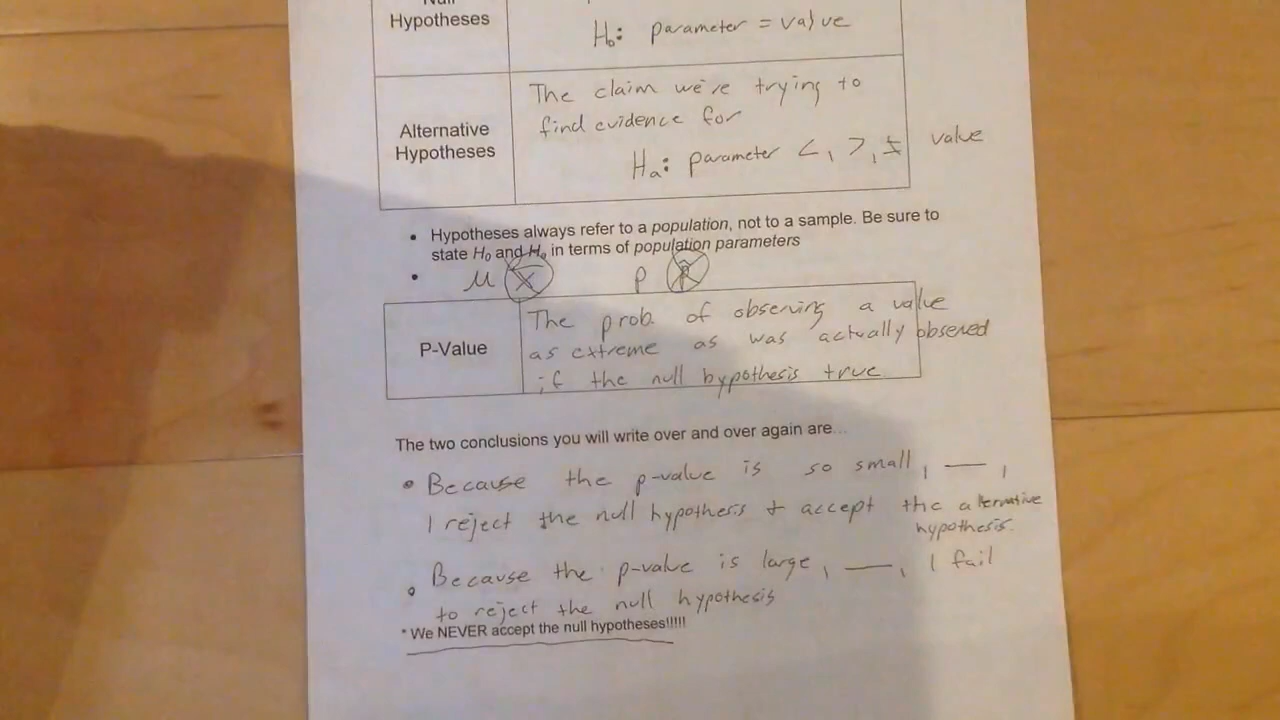 Null
Hypotheses
H₀: parameter = value
Alternative
Hypotheses
The claim we're trying to
find evidence for
Hₐ: parameter <, >, ≠ value
• Hypotheses always refer to a population, not to a sample. Be sure to
state H₀ and Hₐ in terms of population parameters
• μ x̄ p p̂
P-Value
The prob. of observing a value
as extreme as was actually observed
if the null hypothesis true
The two conclusions you will write over and over again are...
• Because the p-value is so small, __,
I reject the null hypothesis + accept the alternative
hypothesis.
• Because the p-value is large, __, I fail
to reject the null hypothesis
* We NEVER accept the null hypotheses!!!!!